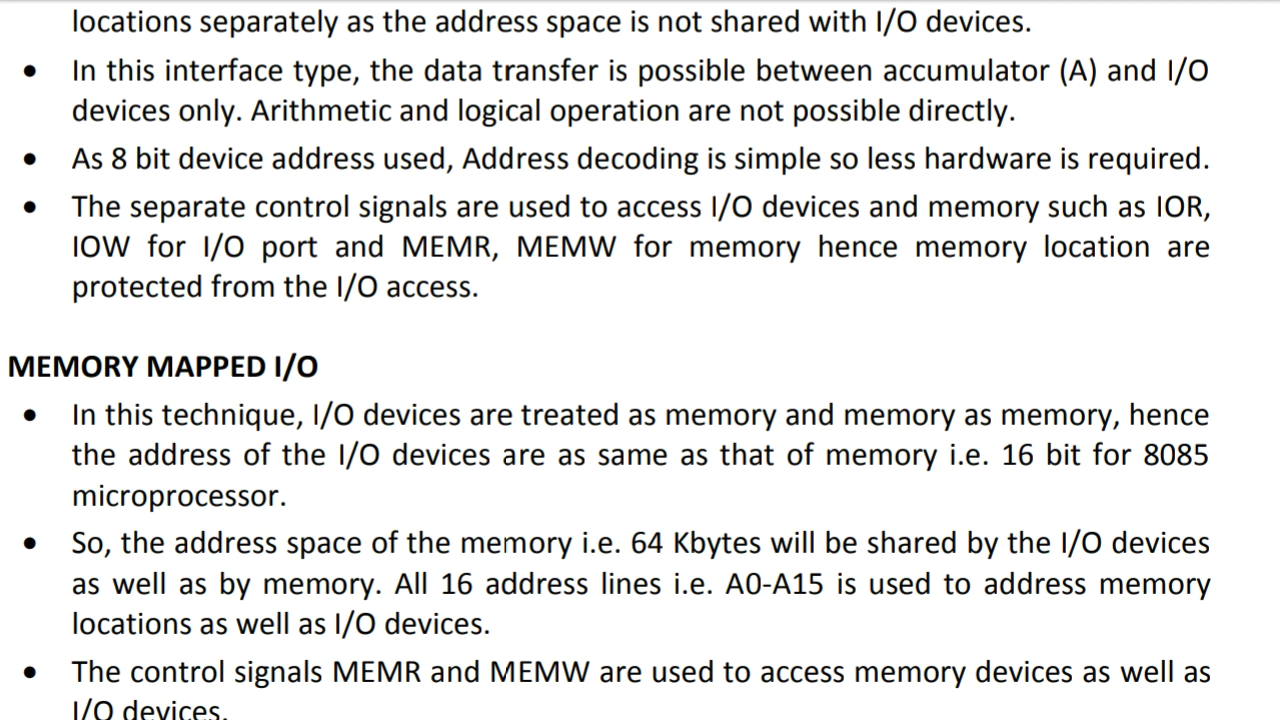 locations separately as the address space is not shared with I/O devices.
• In this interface type, the data transfer is possible between accumulator (A) and I/O
devices only. Arithmetic and logical operation are not possible directly.
• As 8 bit device address used, Address decoding is simple so less hardware is required.
• The separate control signals are used to access I/O devices and memory such as IOR,
IOW for I/O port and MEMR, MEMW for memory hence memory location are
protected from the I/O access.
MEMORY MAPPED I/O
• In this technique, I/O devices are treated as memory and memory as memory, hence
the address of the I/O devices are as same as that of memory i.e. 16 bit for 8085
microprocessor.
• So, the address space of the memory i.e. 64 Kbytes will be shared by the I/O devices
as well as by memory. All 16 address lines i.e. A0-A15 is used to address memory
locations as well as I/O devices.
• The control signals MEMR and MEMW are used to access memory devices as well as
I/O devices.